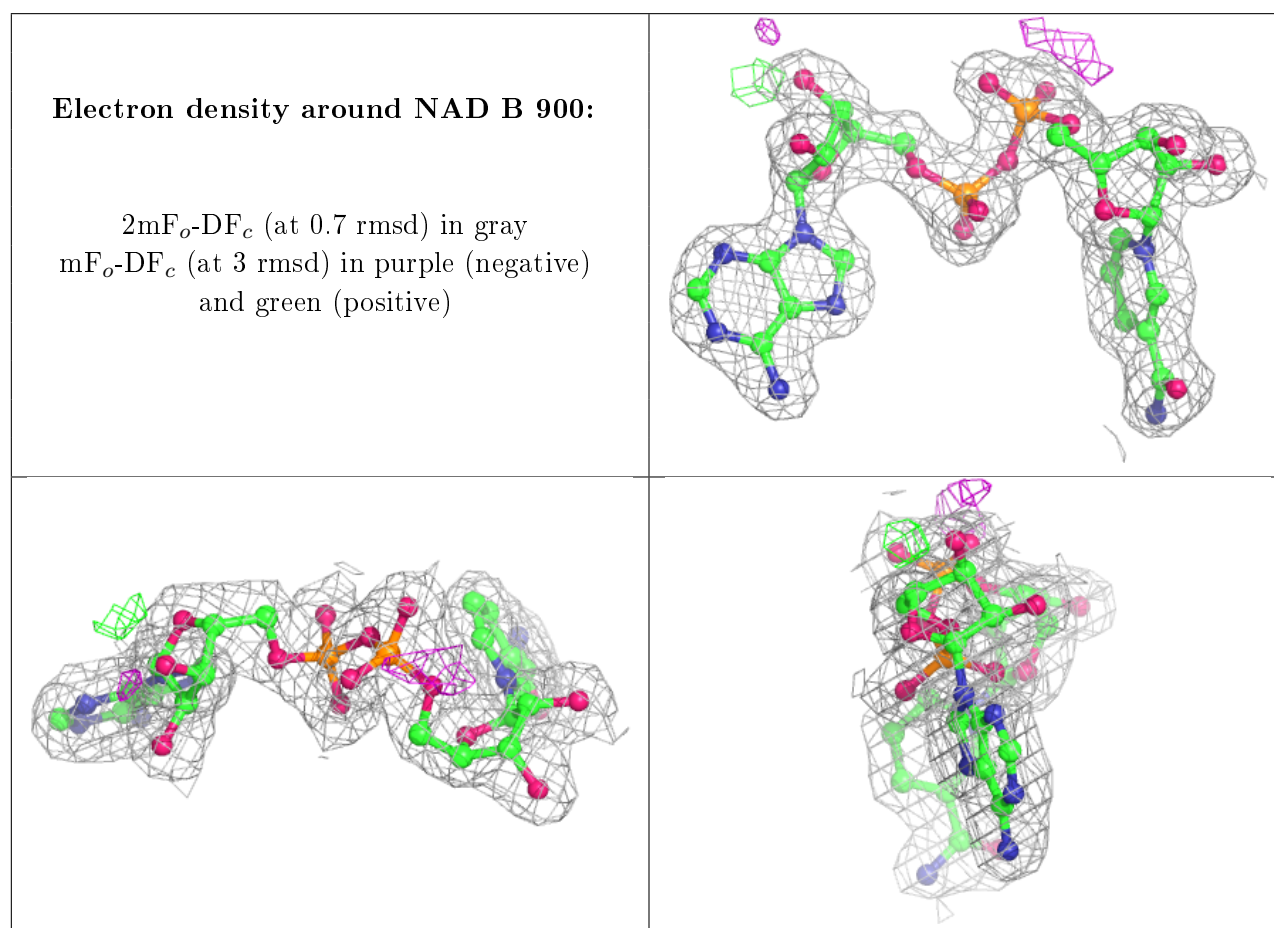 Electron density around NAD B 900:
2mFo-DFc (at 0.7 rmsd) in gray
mFo-DFc (at 3 rmsd) in purple (negative)
and green (positive)